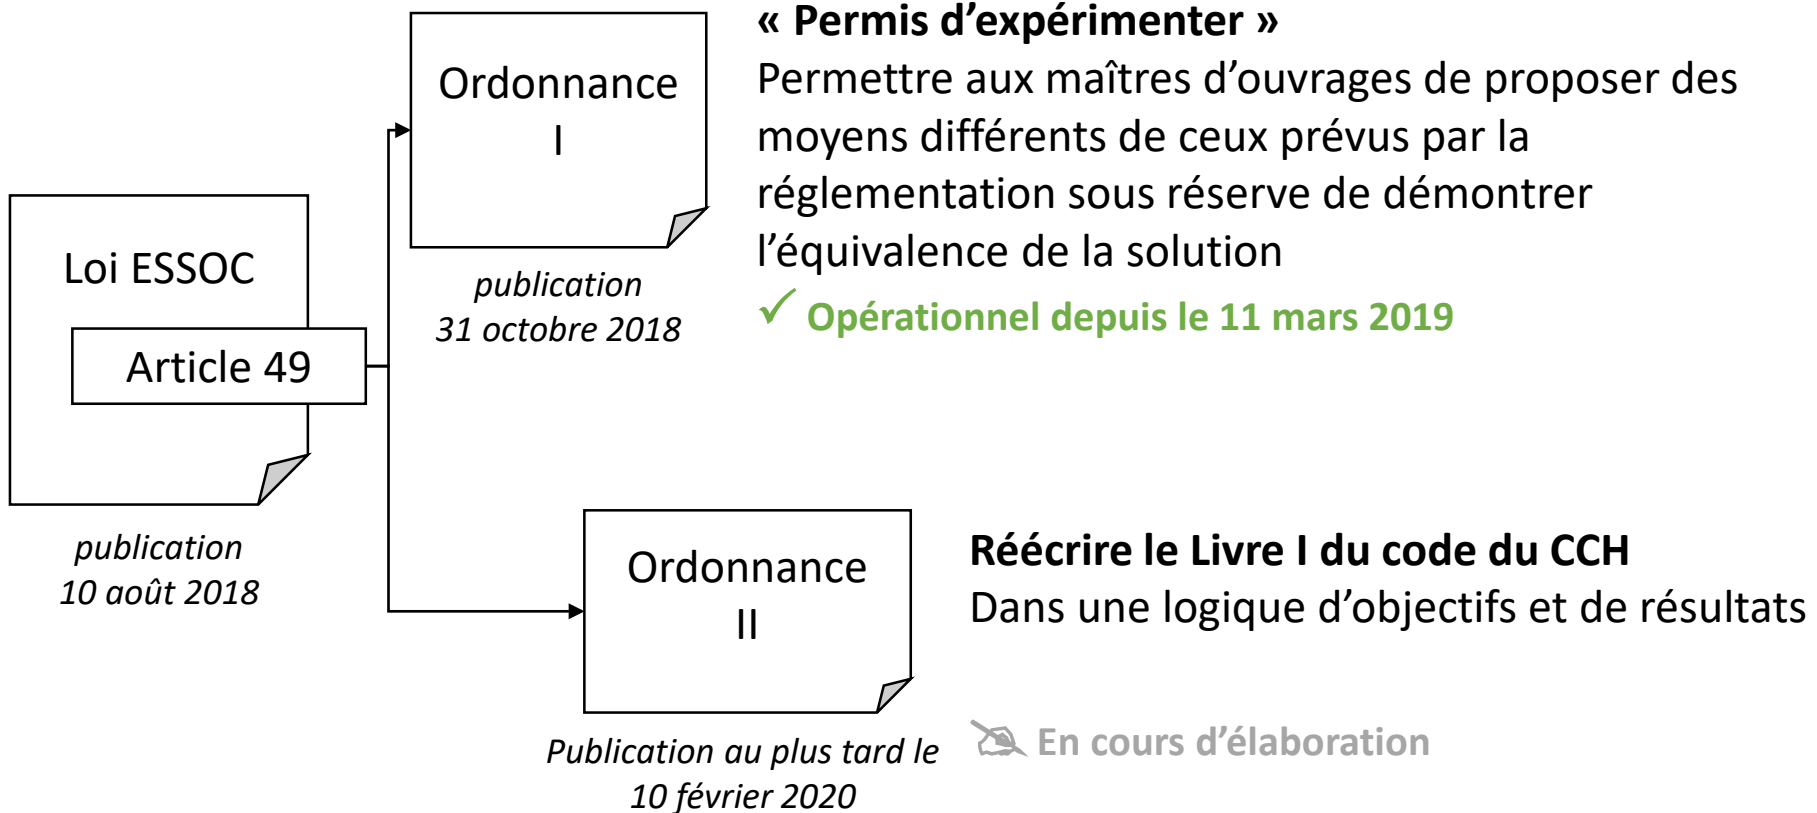 Loi ESSOC
Article 49
publication
10 août 2018
Ordonnance
I
publication
31 octobre 2018
« Permis d’expérimenter »
Permettre aux maîtres d’ouvrages de proposer des
moyens différents de ceux prévus par la
réglementation sous réserve de démontrer
l’équivalence de la solution
✓ Opérationnel depuis le 11 mars 2019
Ordonnance
II
Publication au plus tard le
10 février 2020
Réécrire le Livre I du code du CCH
Dans une logique d’objectifs et de résultats
En cours d’élaboration